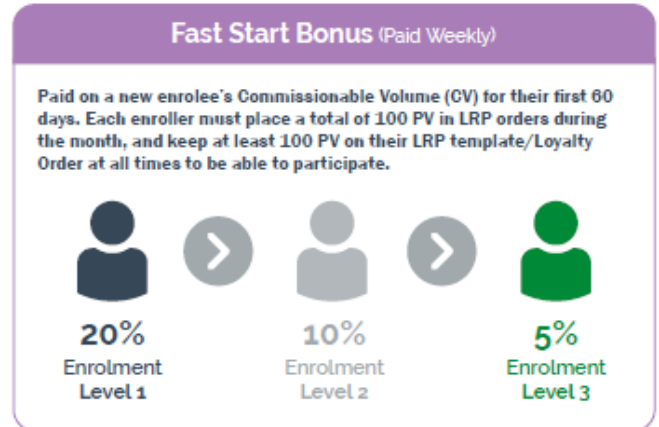 Fast Start Bonus (Paid Weekly)
Paid on a new enrolee's Commissionable Volume (CV) for their first 60
days. Each enroller must place a total of 100 PV in LRP orders during
the month, and keep at least 100 PV on their LRP template/Loyalty
Order at all times to be able to participate.
20% 10% 5%
Enrolment Enrolment Enrolment
Level 1 Level 2 Level 3